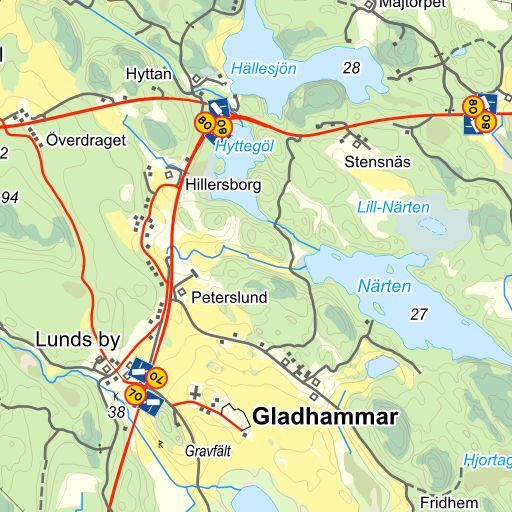 Majtorpet
l
Hyttan
Hällesjön
28
80
80
80
80
Hyttegöl
Överdraget
Stensnäs
2
94
Hillersborg
Lill-Närten
Närten
Peterslund
27
Lunds by
70
70
38
Gladhammar
R
Gravfält
Hjortag
Fridhem